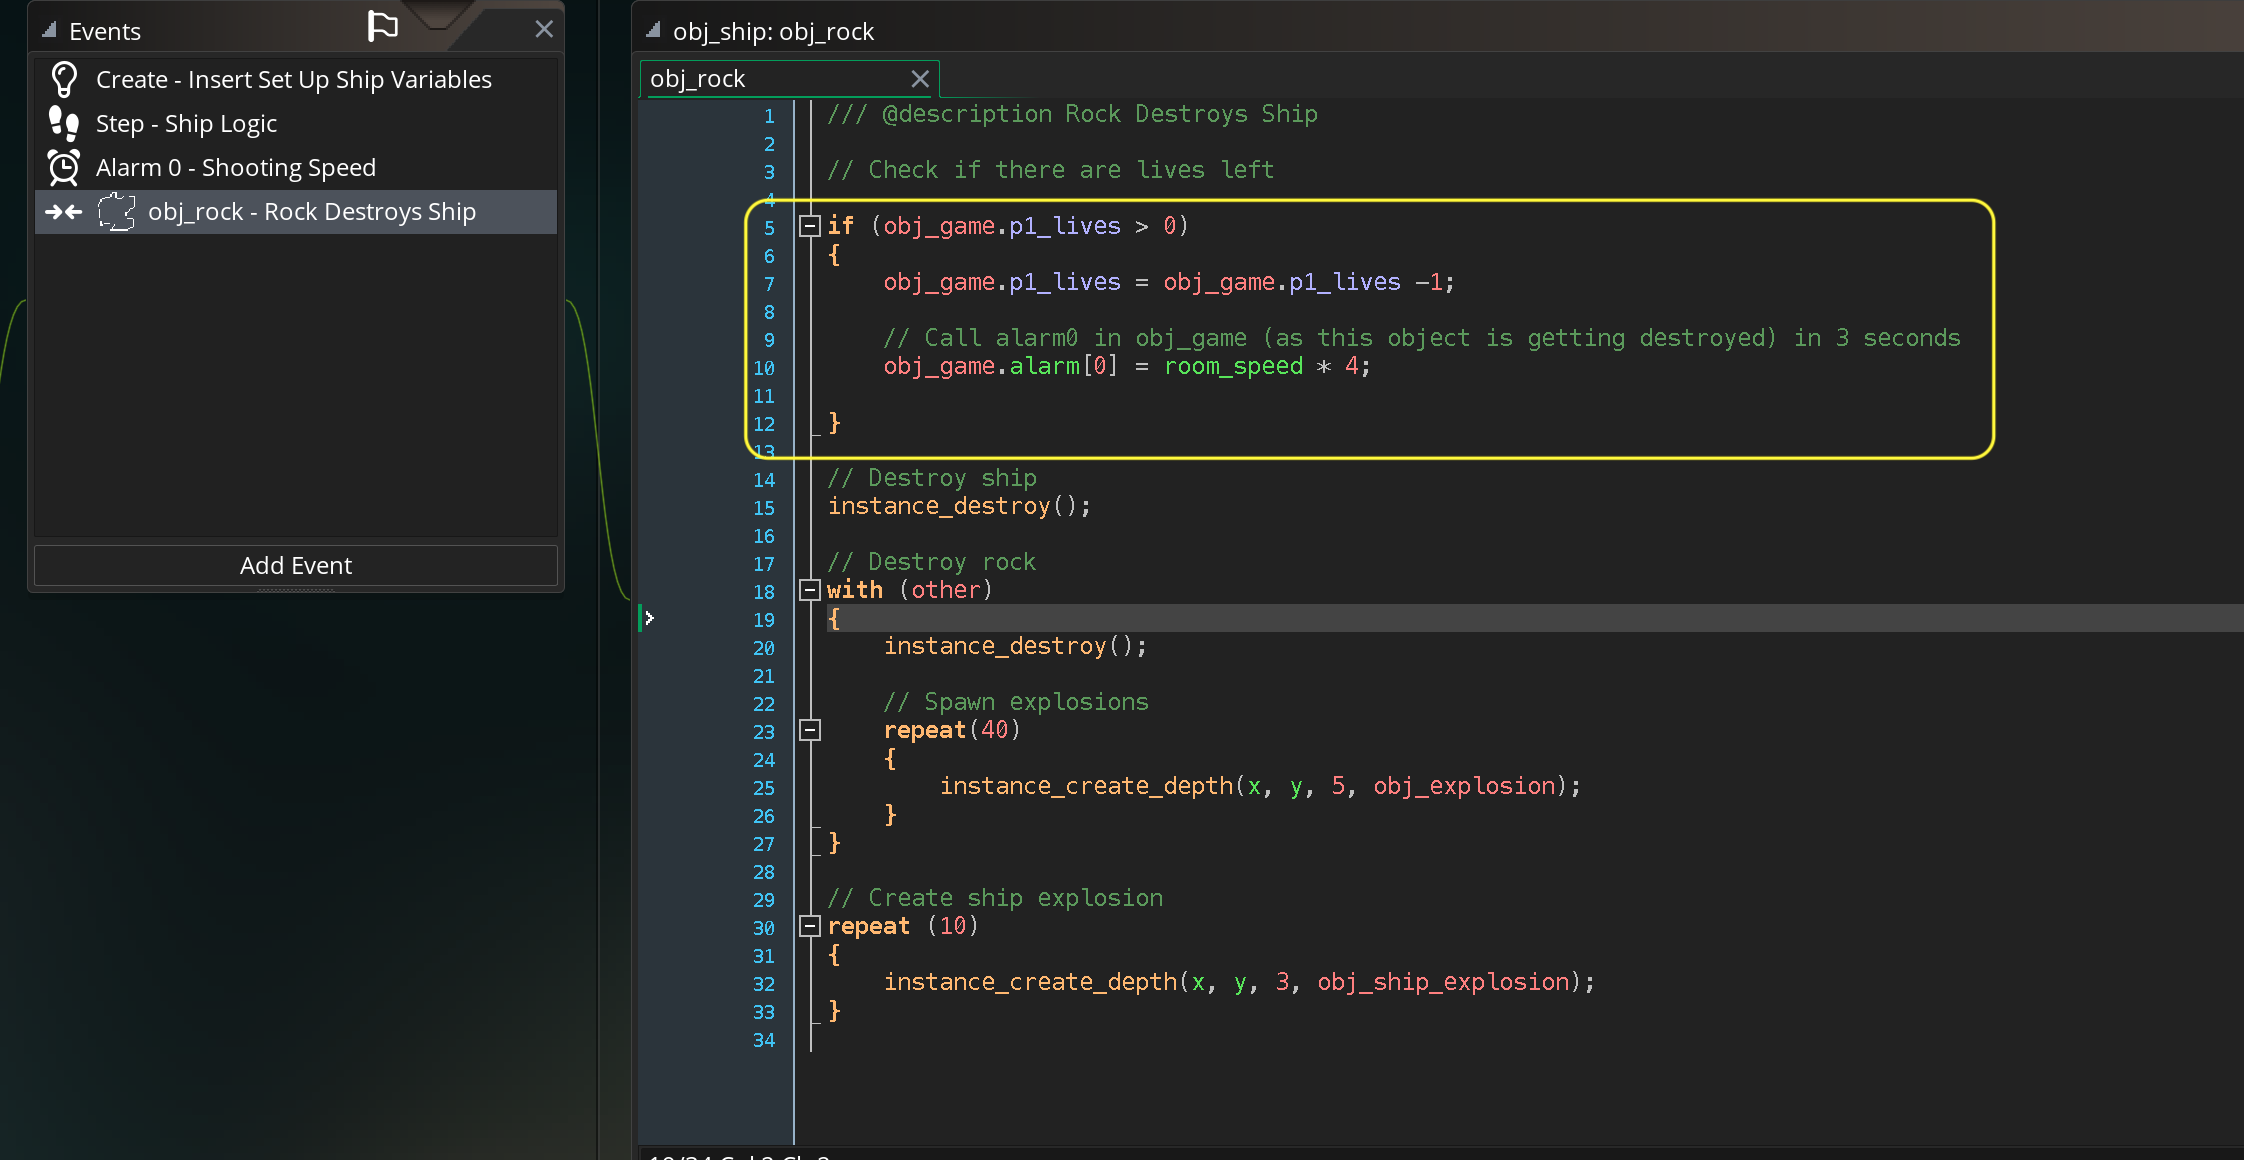 Events
Create - Insert Set Up Ship Variables
Step - Ship Logic
Alarm 0 - Shooting Speed
obj_rock - Rock Destroys Ship
Add Event
obj_ship: obj_rock
obj_rock
1 /// @description Rock Destroys Ship
2
3 // Check if there are lives left
4
5 if (obj_game.p1_lives > 0)
6 {
7 obj_game.p1_lives = obj_game.p1_lives -1;
8
9 // Call alarm0 in obj_game (as this object is getting destroyed) in 3 seconds
10 obj_game.alarm[0] = room_speed * 4;
11
12 }
13
14 // Destroy ship
15 instance_destroy();
16
17 // Destroy rock
18 with (other)
19 {
20 instance_destroy();
21
22 // Spawn explosions
23 repeat(40)
24 {
25 instance_create_depth(x, y, 5, obj_explosion);
26 }
27 }
28
29 // Create ship explosion
30 repeat (10)
31 {
32 instance_create_depth(x, y, 3, obj_ship_explosion);
33 }
34